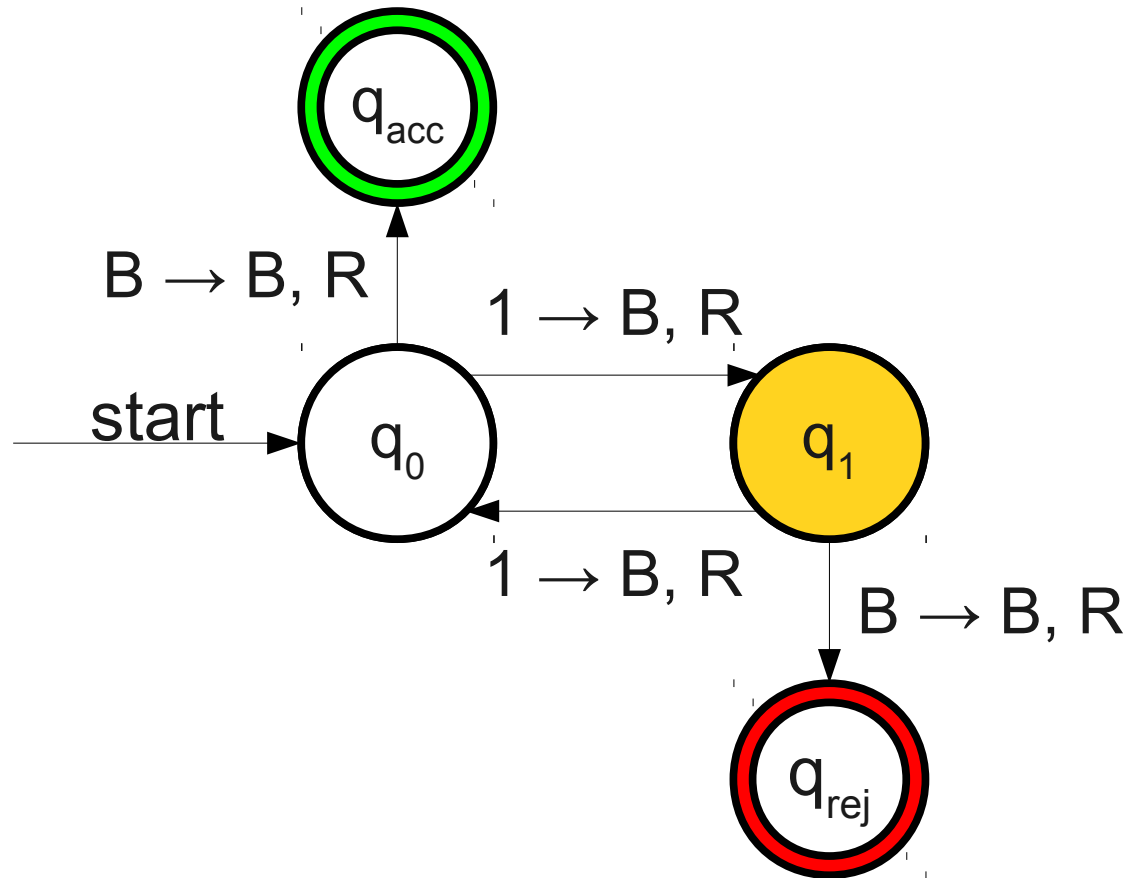 q_acc
B → B, R
1 → B, R
start
q_0
q_1
1 → B, R
B → B, R
q_rej